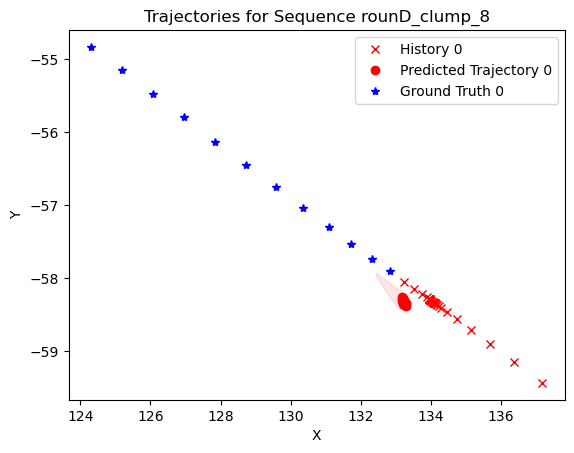 Trajectories for Sequence rounD_clump_8
History 0
Predicted Trajectory 0
Ground Truth 0
−55
−56
−57
−58
−59
Y
124
126
128
130
132
134
136
X